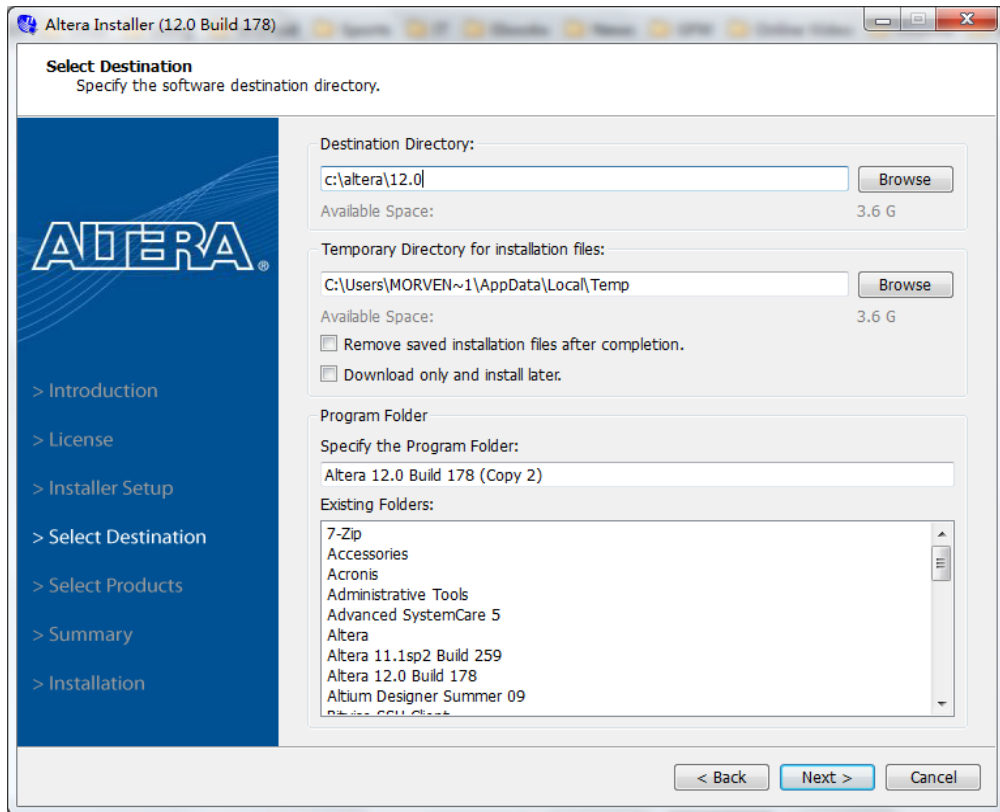 Altera Installer (12.0 Build 178)
Select Destination
Specify the software destination directory.
ALTERA®
> Introduction
> License
> Installer Setup
> Select Destination
> Select Products
> Summary
> Installation
Destination Directory:
c:\altera\12.0
Browse
Available Space: 3.6 G
Temporary Directory for installation files:
C:\Users\MORVEN~1\AppData\Local\Temp
Browse
Available Space: 3.6 G
Remove saved installation files after completion.
Download only and install later.
Program Folder
Specify the Program Folder:
Altera 12.0 Build 178 (Copy 2)
Existing Folders:
7-Zip
Accessories
Acronis
Administrative Tools
Advanced SystemCare 5
Altera
Altera 11.1sp2 Build 259
Altera 12.0 Build 178
Altium Designer Summer 09
< Back
Next >
Cancel